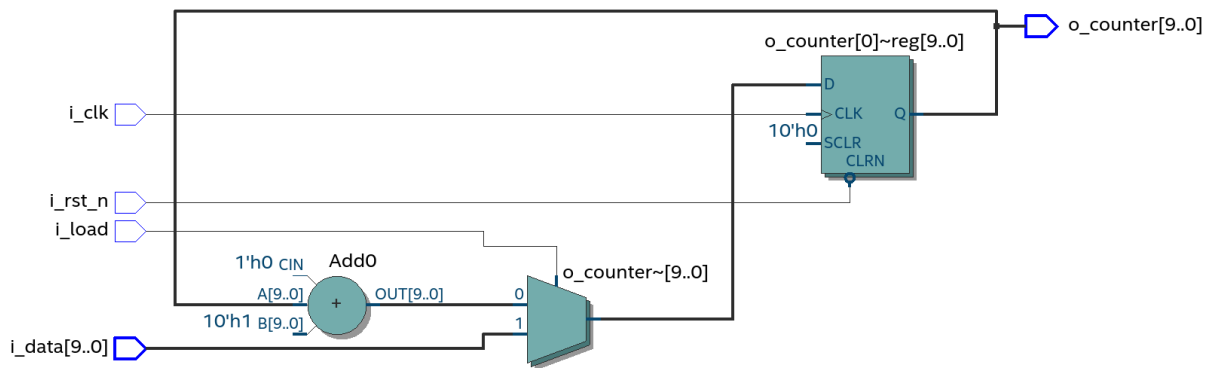 o_counter[9..0]
o_counter[0]~reg[9..0]
D
i_clk
CLK
Q
10'h0
SCLR
CLRN
i_rst_n
i_load
1'h0 CIN
Add0
o_counter~[9..0]
A[9..0]
+
OUT[9..0]
0
10'h1 B[9..0]
1
i_data[9..0]